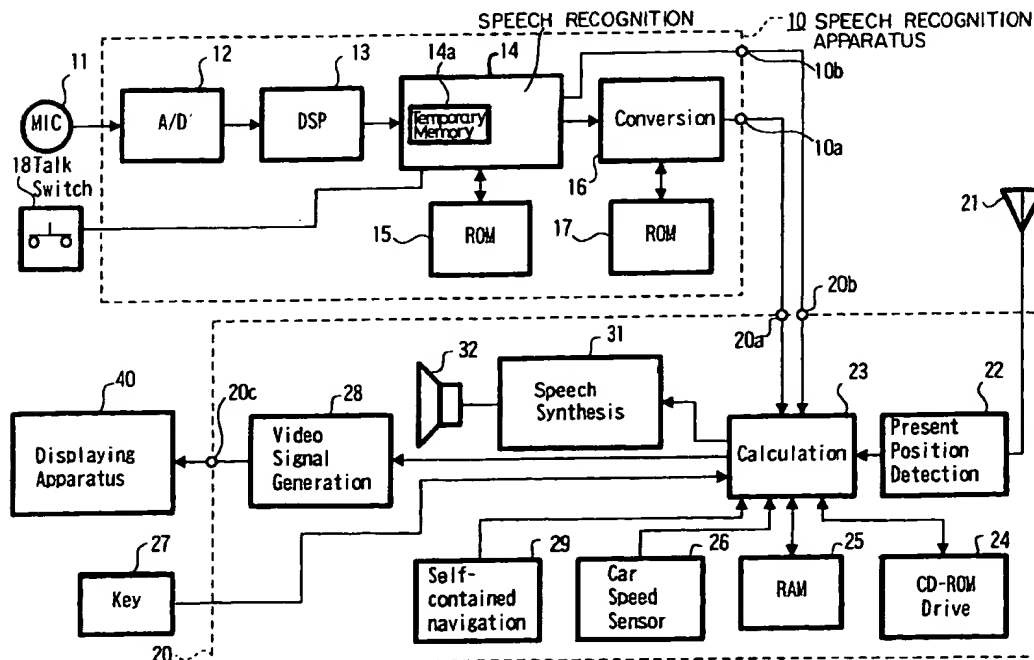 SPEECH RECOGNITION
10 SPEECH RECOGNITION
APPARATUS
11
12
13
14a
14
10b
MIC
A/D
DSP
Temporary
Memory
Conversion
10a
18 Talk
Switch
16
21
15
ROM
17
ROM
20b
20a
32
31
40
20c
28
23
22
Speech
Synthesis
Displaying
Apparatus
Video
Signal
Generation
Calculation
Present
Position
Detection
27
29
26
25
24
Key
Self-
contained
navigation
Car
Speed
Sensor
RAM
CD-ROM
Drive
20